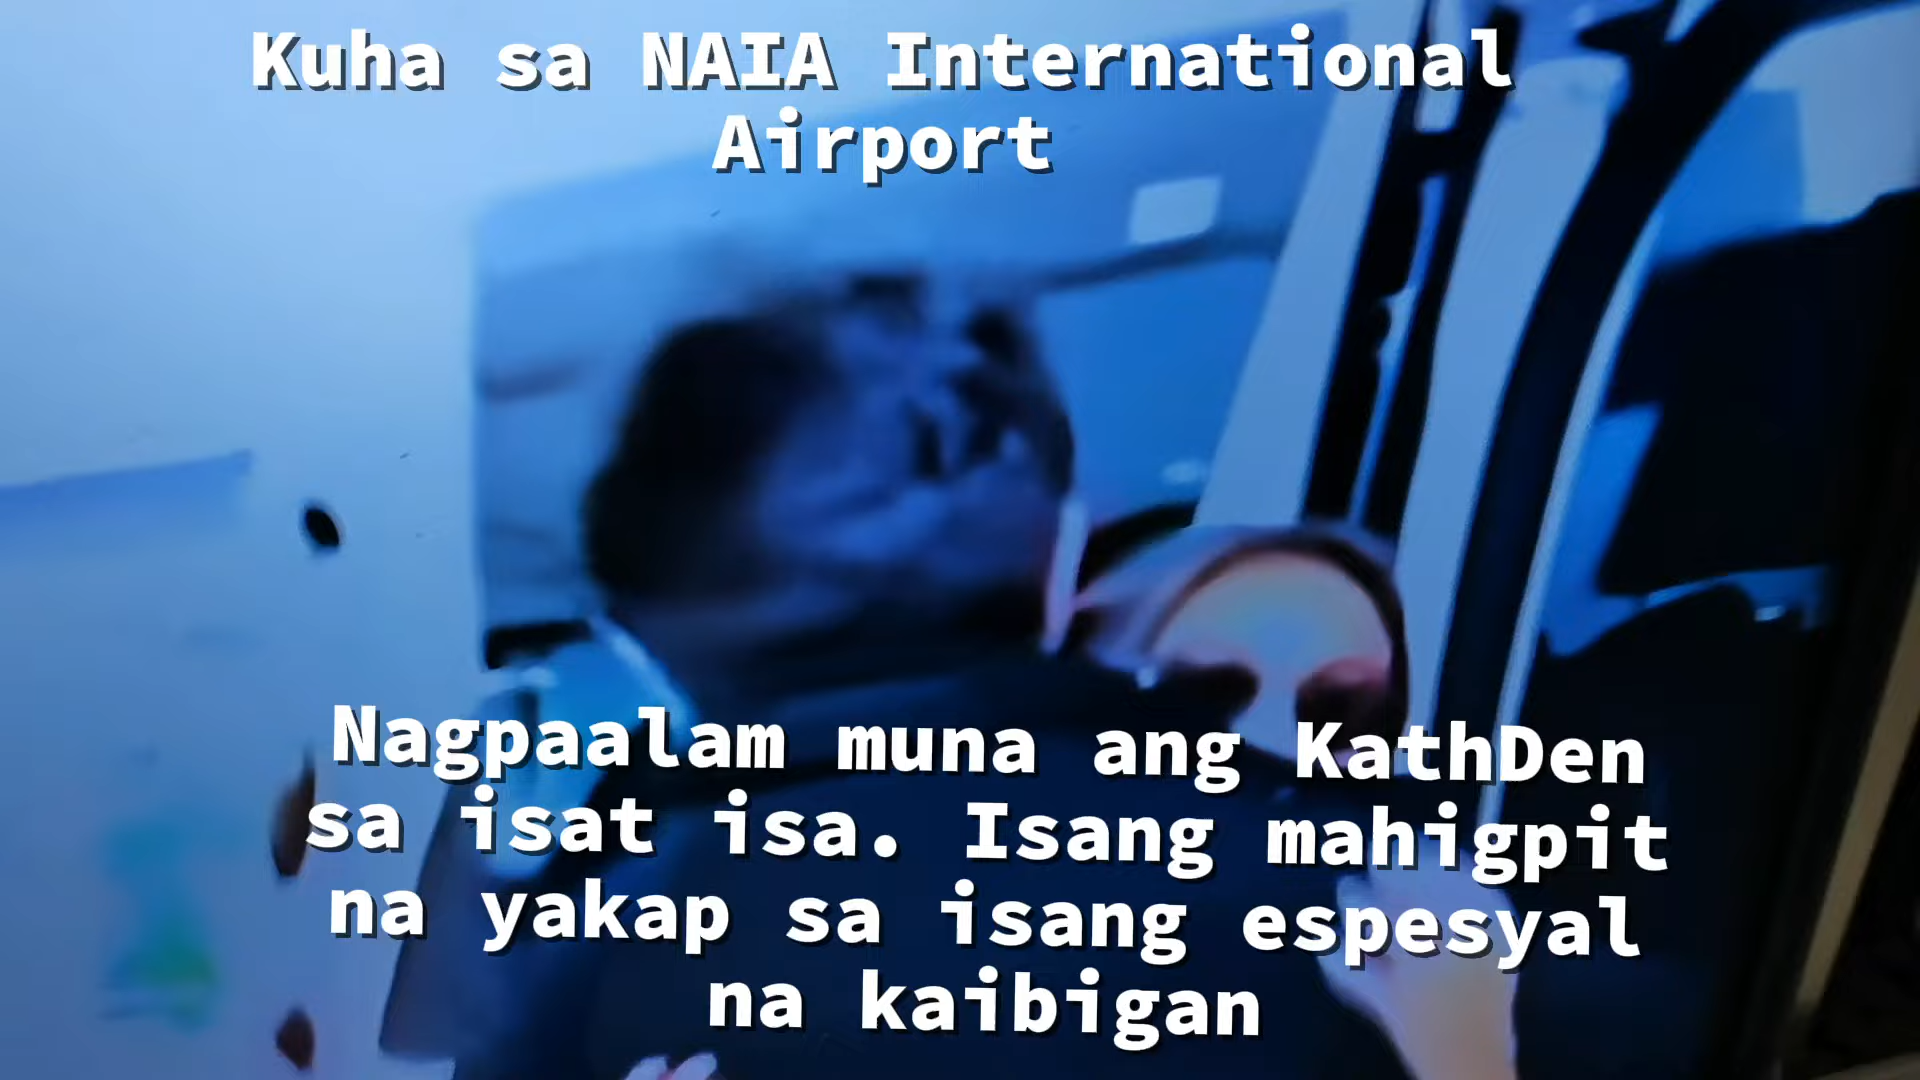 Kuha sa NAIA International
Airport
Nagpaalam muna ang KathDen
sa isat isa. Isang mahigpit
na yakap sa isang espesyal
na kaibigan